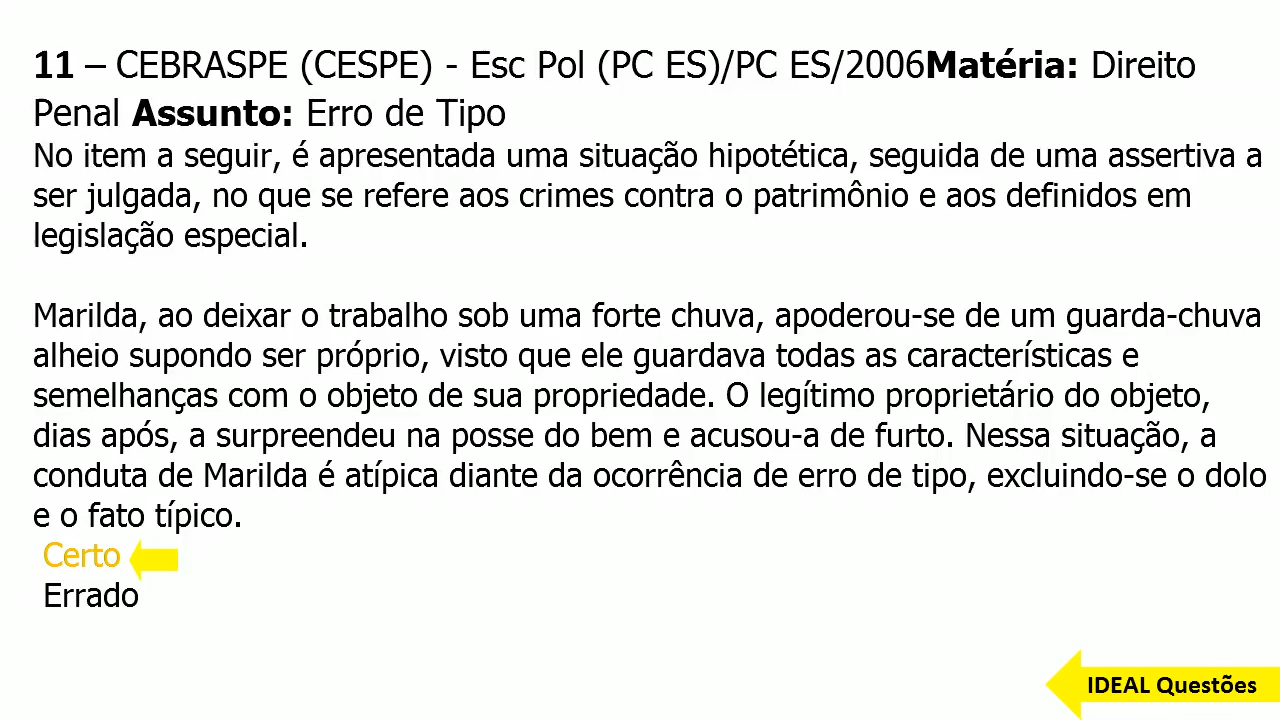 11 – CEBRASPE (CESPE) - Esc Pol (PC ES)/PC ES/2006Matéria: Direito
Penal Assunto: Erro de Tipo
No item a seguir, é apresentada uma situação hipotética, seguida de uma assertiva a
ser julgada, no que se refere aos crimes contra o patrimônio e aos definidos em
legislação especial.
Marilda, ao deixar o trabalho sob uma forte chuva, apoderou-se de um guarda-chuva
alheio supondo ser próprio, visto que ele guardava todas as características e
semelhanças com o objeto de sua propriedade. O legítimo proprietário do objeto,
dias após, a surpreendeu na posse do bem e acusou-a de furto. Nessa situação, a
conduta de Marilda é atípica diante da ocorrência de erro de tipo, excluindo-se o dolo
e o fato típico.
Certo
Errado
IDEAL Questões